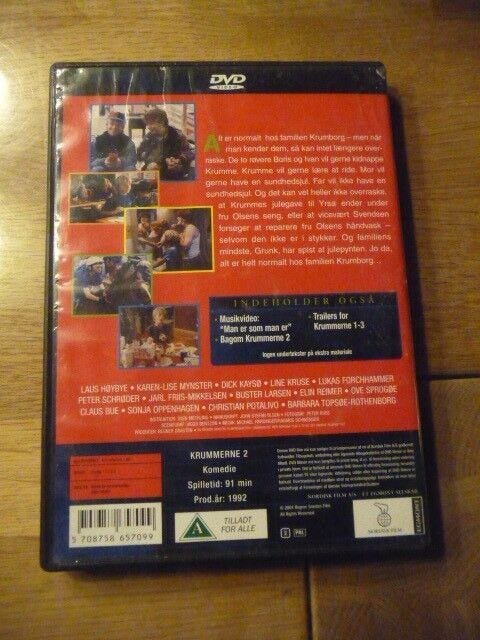 DVD
VIDEO
Alt er normalt hos familien Krumborg – men når
man kender dem, så kan intet længere over-
raske. De to røvere Boris og Ivan vil gerne kidnappe
Krumme. Krumme vil gerne lære at ride. Mor vil
gerne have en sundhedsjul. Far vil ikke have en
sundhedsjul. Og det kan vel heller ikke overraske,
at Krummes julegave til Yrsa ender under
fru Olsens seng, eller at vicevært Svendsen
forsøger at reparere fru Olsens håndvask –
selvom den ikke er i stykker. Og familiens
mindste, Grunk, har spist al julepynten. Jo da,
alt er helt normalt hos familien Krumborg...
INDEHOLDER OGSÅ
· Musikvideo:
"Man er som man er"
· Bagom Krummerne 2
· Trailers for
Krummerne 1-3
Ingen undertekster på ekstra materiale
LAUS HØYBYE • KAREN-LISE MYNSTER • DICK KAYSØ • LINE KRUSE • LUKAS FORCHHAMMER
PETER SCHRØDER • JARL FRIIS-MIKKELSEN • BUSTER LARSEN • ELIN REIMER • OVE SPROGØE
CLAUS BUE • SONJA OPPENHAGEN • CHRISTIAN POTALIVO • BARBARA TOPSØE-ROTHENBORG
KRUMMERNE 2
Komedie
Spilletid: 91 min
Prod.år: 1992
5 708758 657099
A
TILLADT
FOR ALLE
NORDISK FILM
PAL